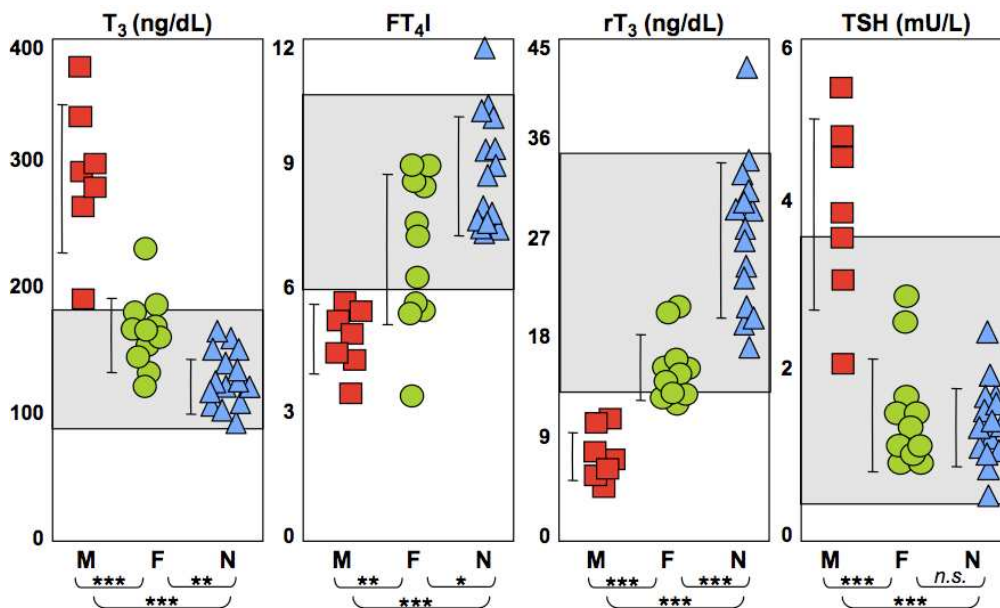 T₃ (ng/dL) FT₄I rT₃ (ng/dL) TSH (mU/L)
400 12 45 6
300 9 36 4
200 6 27 2
100 3 18 0
0 0 9
0
M F N M F N M F N M F N
*** ** ** * *** *** *** n.s.
*** *** *** ***